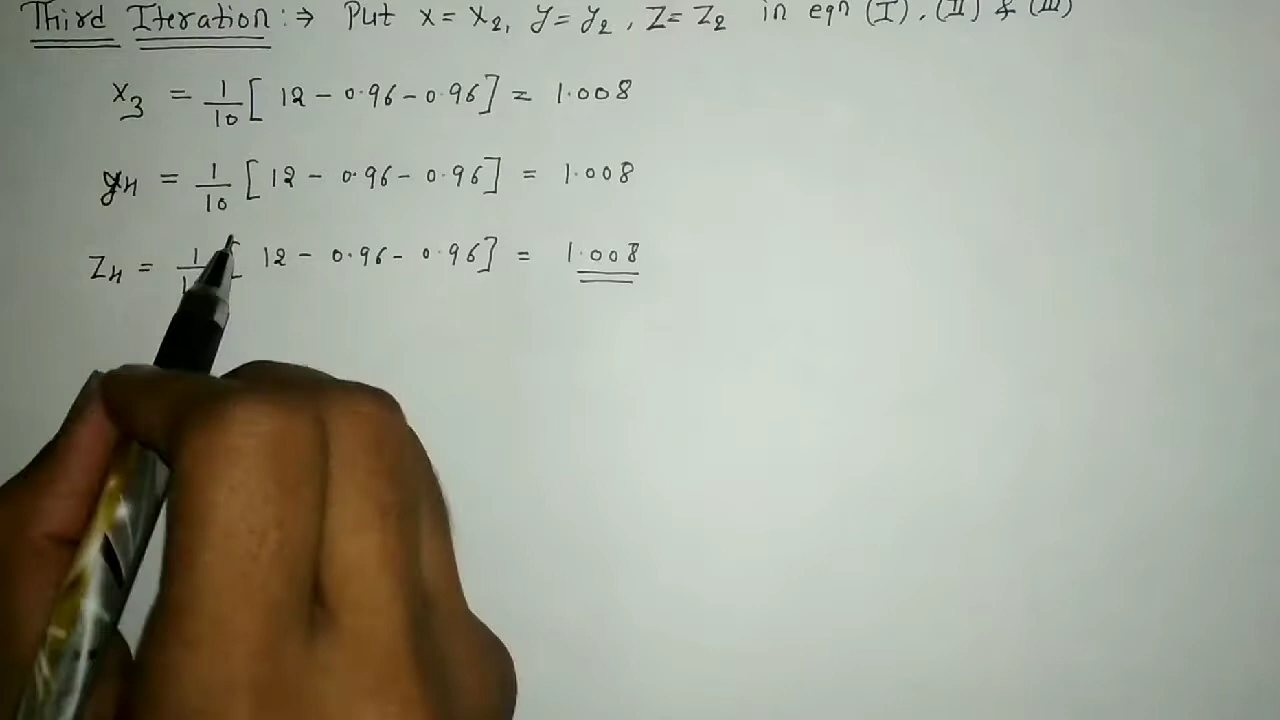 Third Iteration :⇒ Put x = x₂, y = y₂, z = z₂ in eqn (I), (II) & (III)
x₃ = 1/10 [ 12 - 0.96 - 0.96 ] = 1.008
y₄ = 1/10 [ 12 - 0.96 - 0.96 ] = 1.008
z₄ = 1/1 [ 12 - 0.96 - 0.96 ] = 1.008